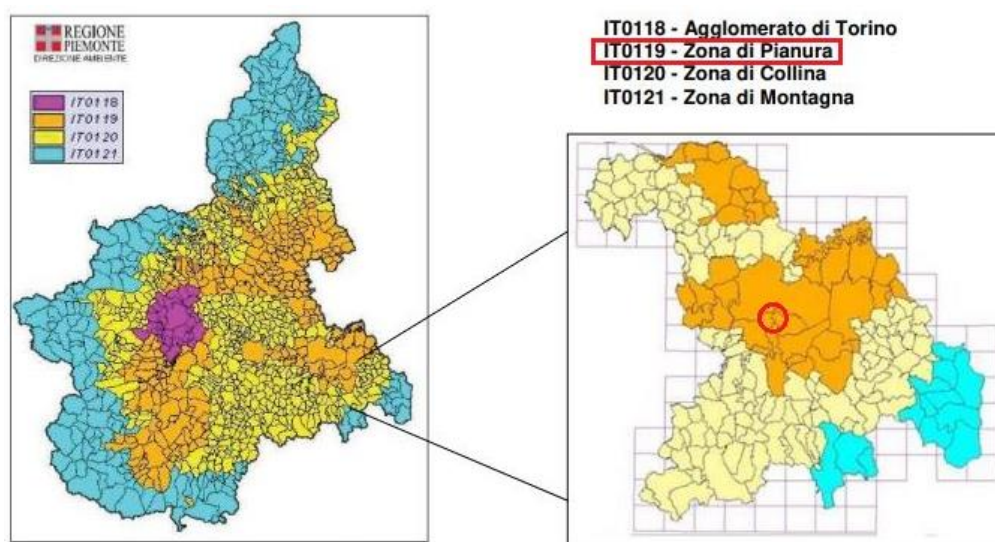 REGIONE
PIEMONTE
DIREZIONE AMBIENTE
IT0118
IT0119
IT0120
IT0121
IT0118 - Agglomerato di Torino
IT0119 - Zona di Pianura
IT0120 - Zona di Collina
IT0121 - Zona di Montagna